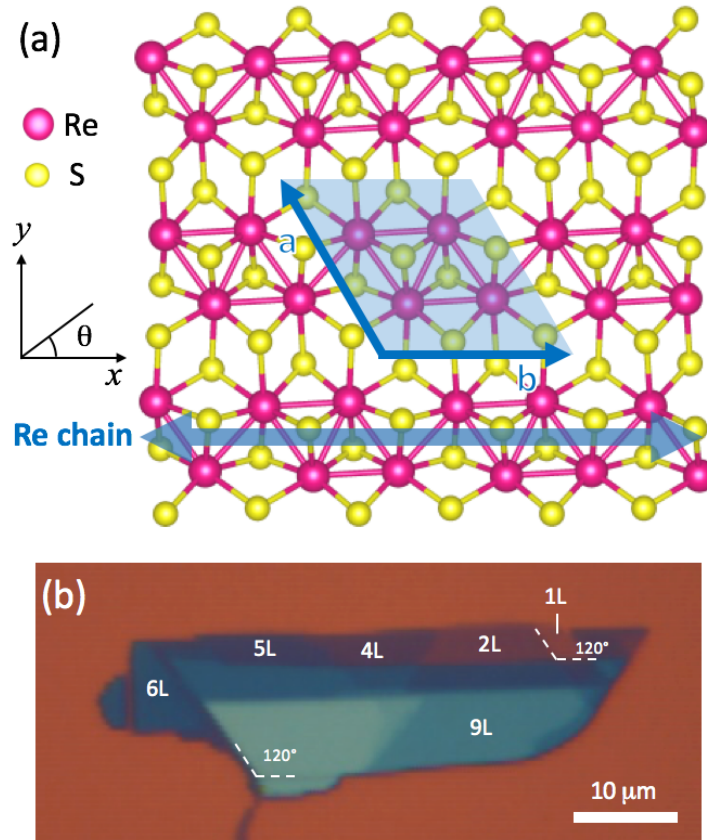 (a)
Re
S
y
θ
x
a
b
Re chain
(b)
1L
5L
4L
2L
120°
6L
9L
120°
10 μm